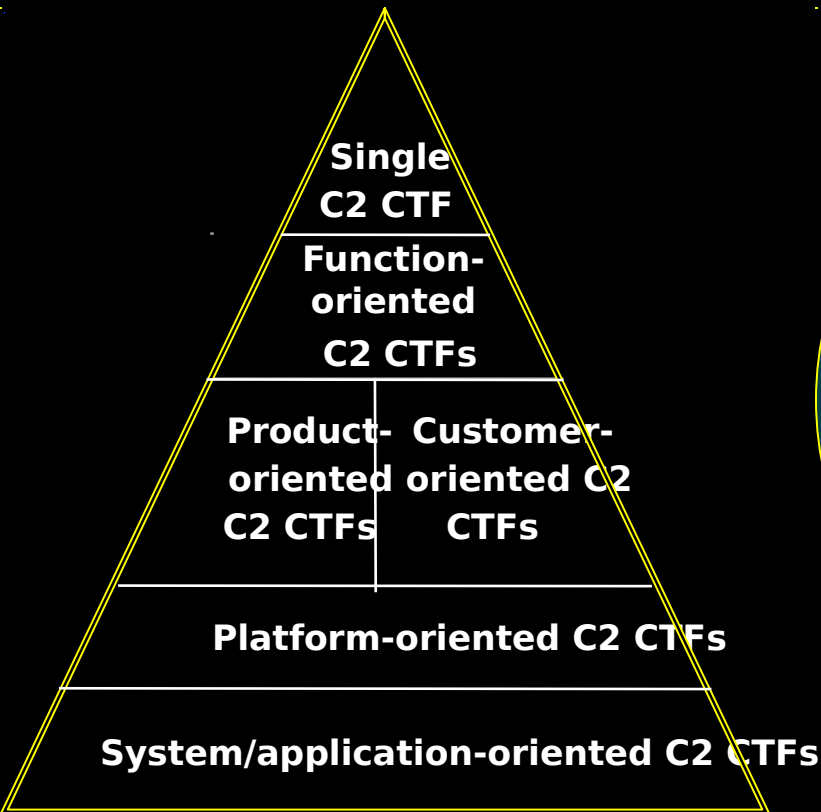 Single
C2 CTF
Function-
oriented
C2 CTFs
Product-
oriented
C2 CTFs
Customer-
oriented C2
CTFs
Platform-oriented C2 CTFs
System/application-oriented C2 CTFs